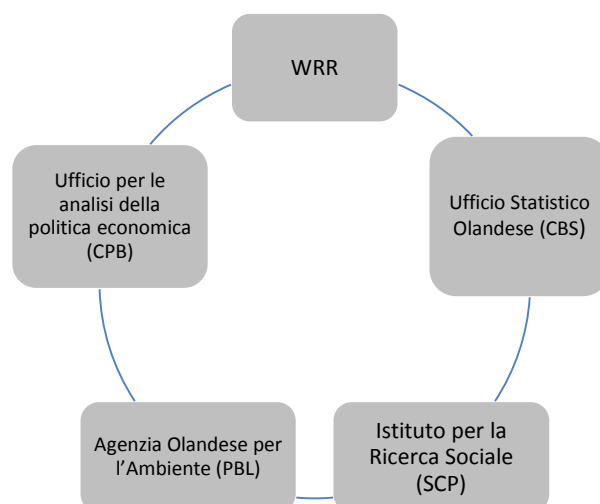 WRR
Ufficio Statistico
Olandese (CBS)
Istituto per la
Ricerca Sociale
(SCP)
Agenzia Olandese per
l’Ambiente (PBL)
Ufficio per le
analisi della
politica economica
(CPB)